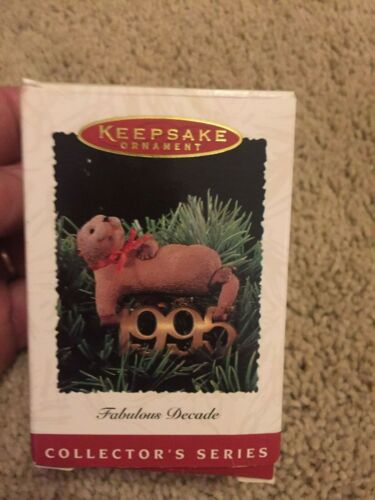 KEEPSAKE
ORNAMENT
1995
Fabulous Decade
COLLECTOR'S SERIES